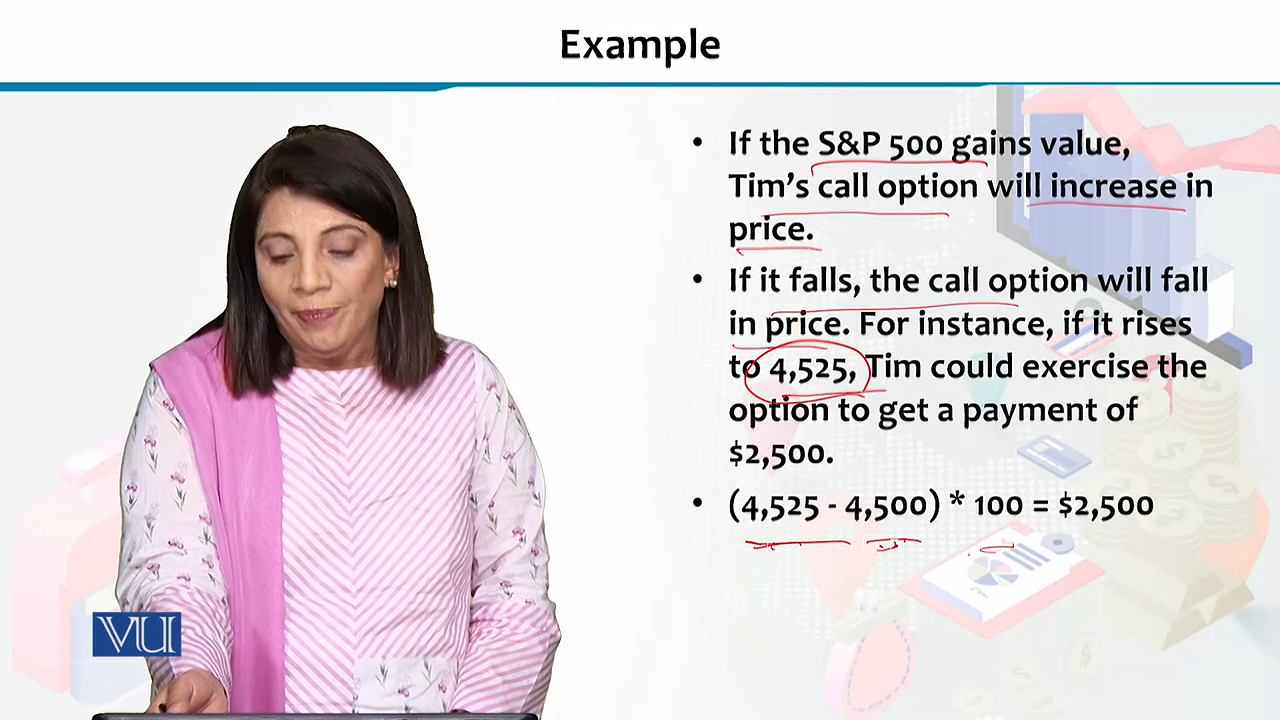 Example
• If the S&P 500 gains value,
Tim's call option will increase in
price.
• If it falls, the call option will fall
in price. For instance, if it rises
to 4,525, Tim could exercise the
option to get a payment of
$2,500.
• (4,525 - 4,500) * 100 = $2,500
VU